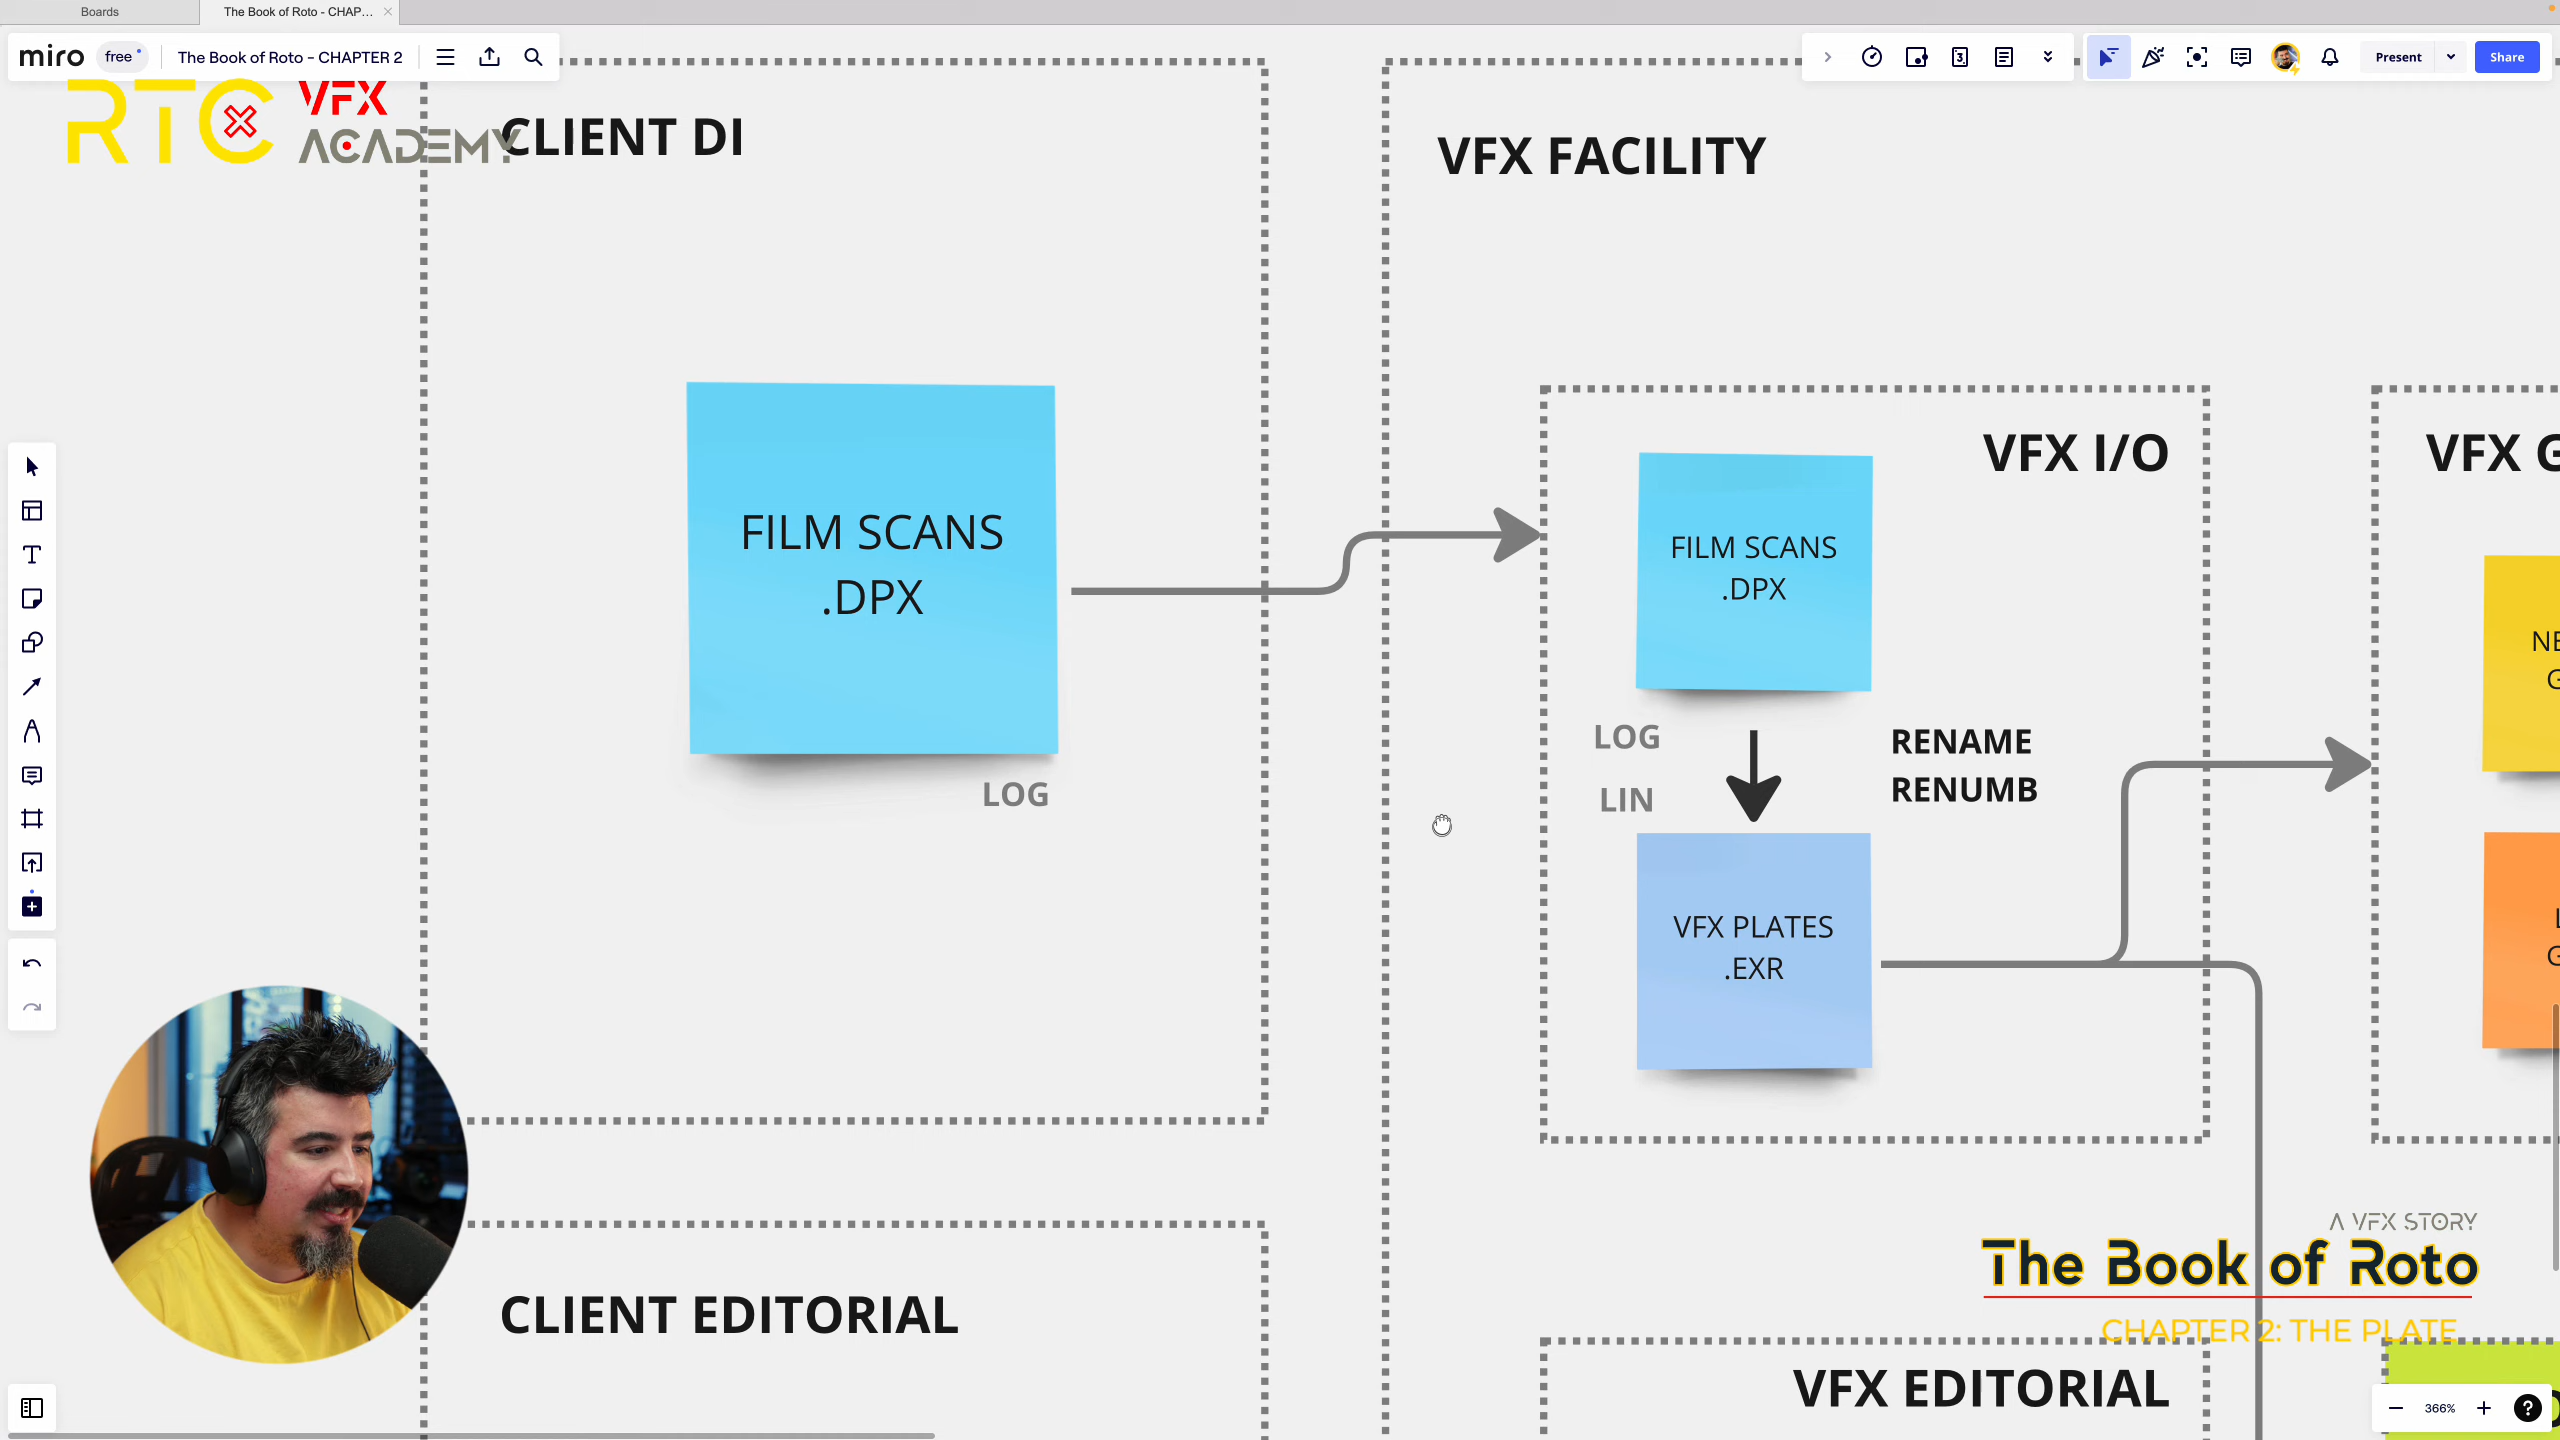 Boards
The Book of Roto - CHAP...
miro
free
The Book of Roto - CHAPTER 2
Present
Share
RTO
VFX
ACADEMY
CLIENT DI
VFX FACILITY
FILM SCANS
.DPX
LOG
VFX I/O
FILM SCANS
.DPX
LOG
LIN
RENAME
RENUMB
VFX PLATES
.EXR
VFX G
NE
G
L
G
CLIENT EDITORIAL
A VFX STORY
The Book of Roto
CHAPTER 2: THE PLATE
VFX EDITORIAL
366%